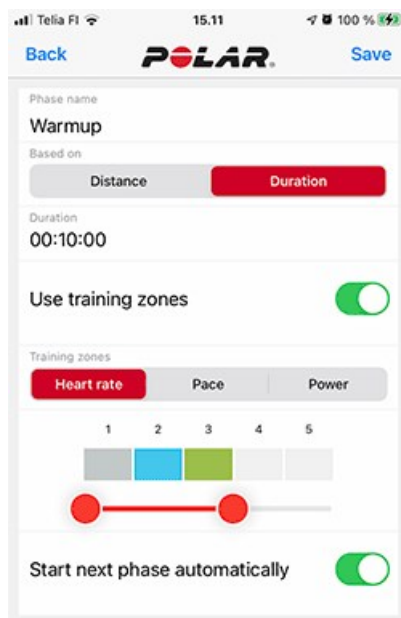 Telia FI 15.11 100 %
Back POLAR. Save
Phase name
Warmup
Based on
Distance Duration
Duration
00:10:00
Use training zones
Training zones
Heart rate Pace Power
1 2 3 4 5
Start next phase automatically